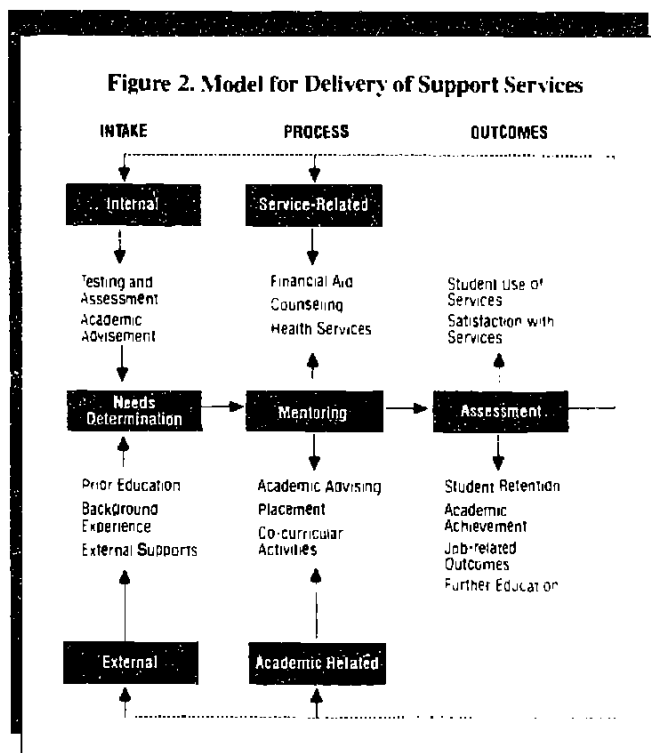 Figure 2. Model for Delivery of Support Services
INTAKE
PROCESS
OUTCOMES
Internal
Service-Related
Testing and
Assessment
Academic
Advisement
Financial Aid
Counseling
Health Services
Student Use of
Services
Satisfaction with
Services
Needs
Determination
Mentoring
Assessment
Prior Education
Background
Experience
External Supports
Academic Advising
Placement
Co-curricular
Activities
Student Retention
Academic
Achievement
Job-related
Outcomes
Further Education
External
Academic Related